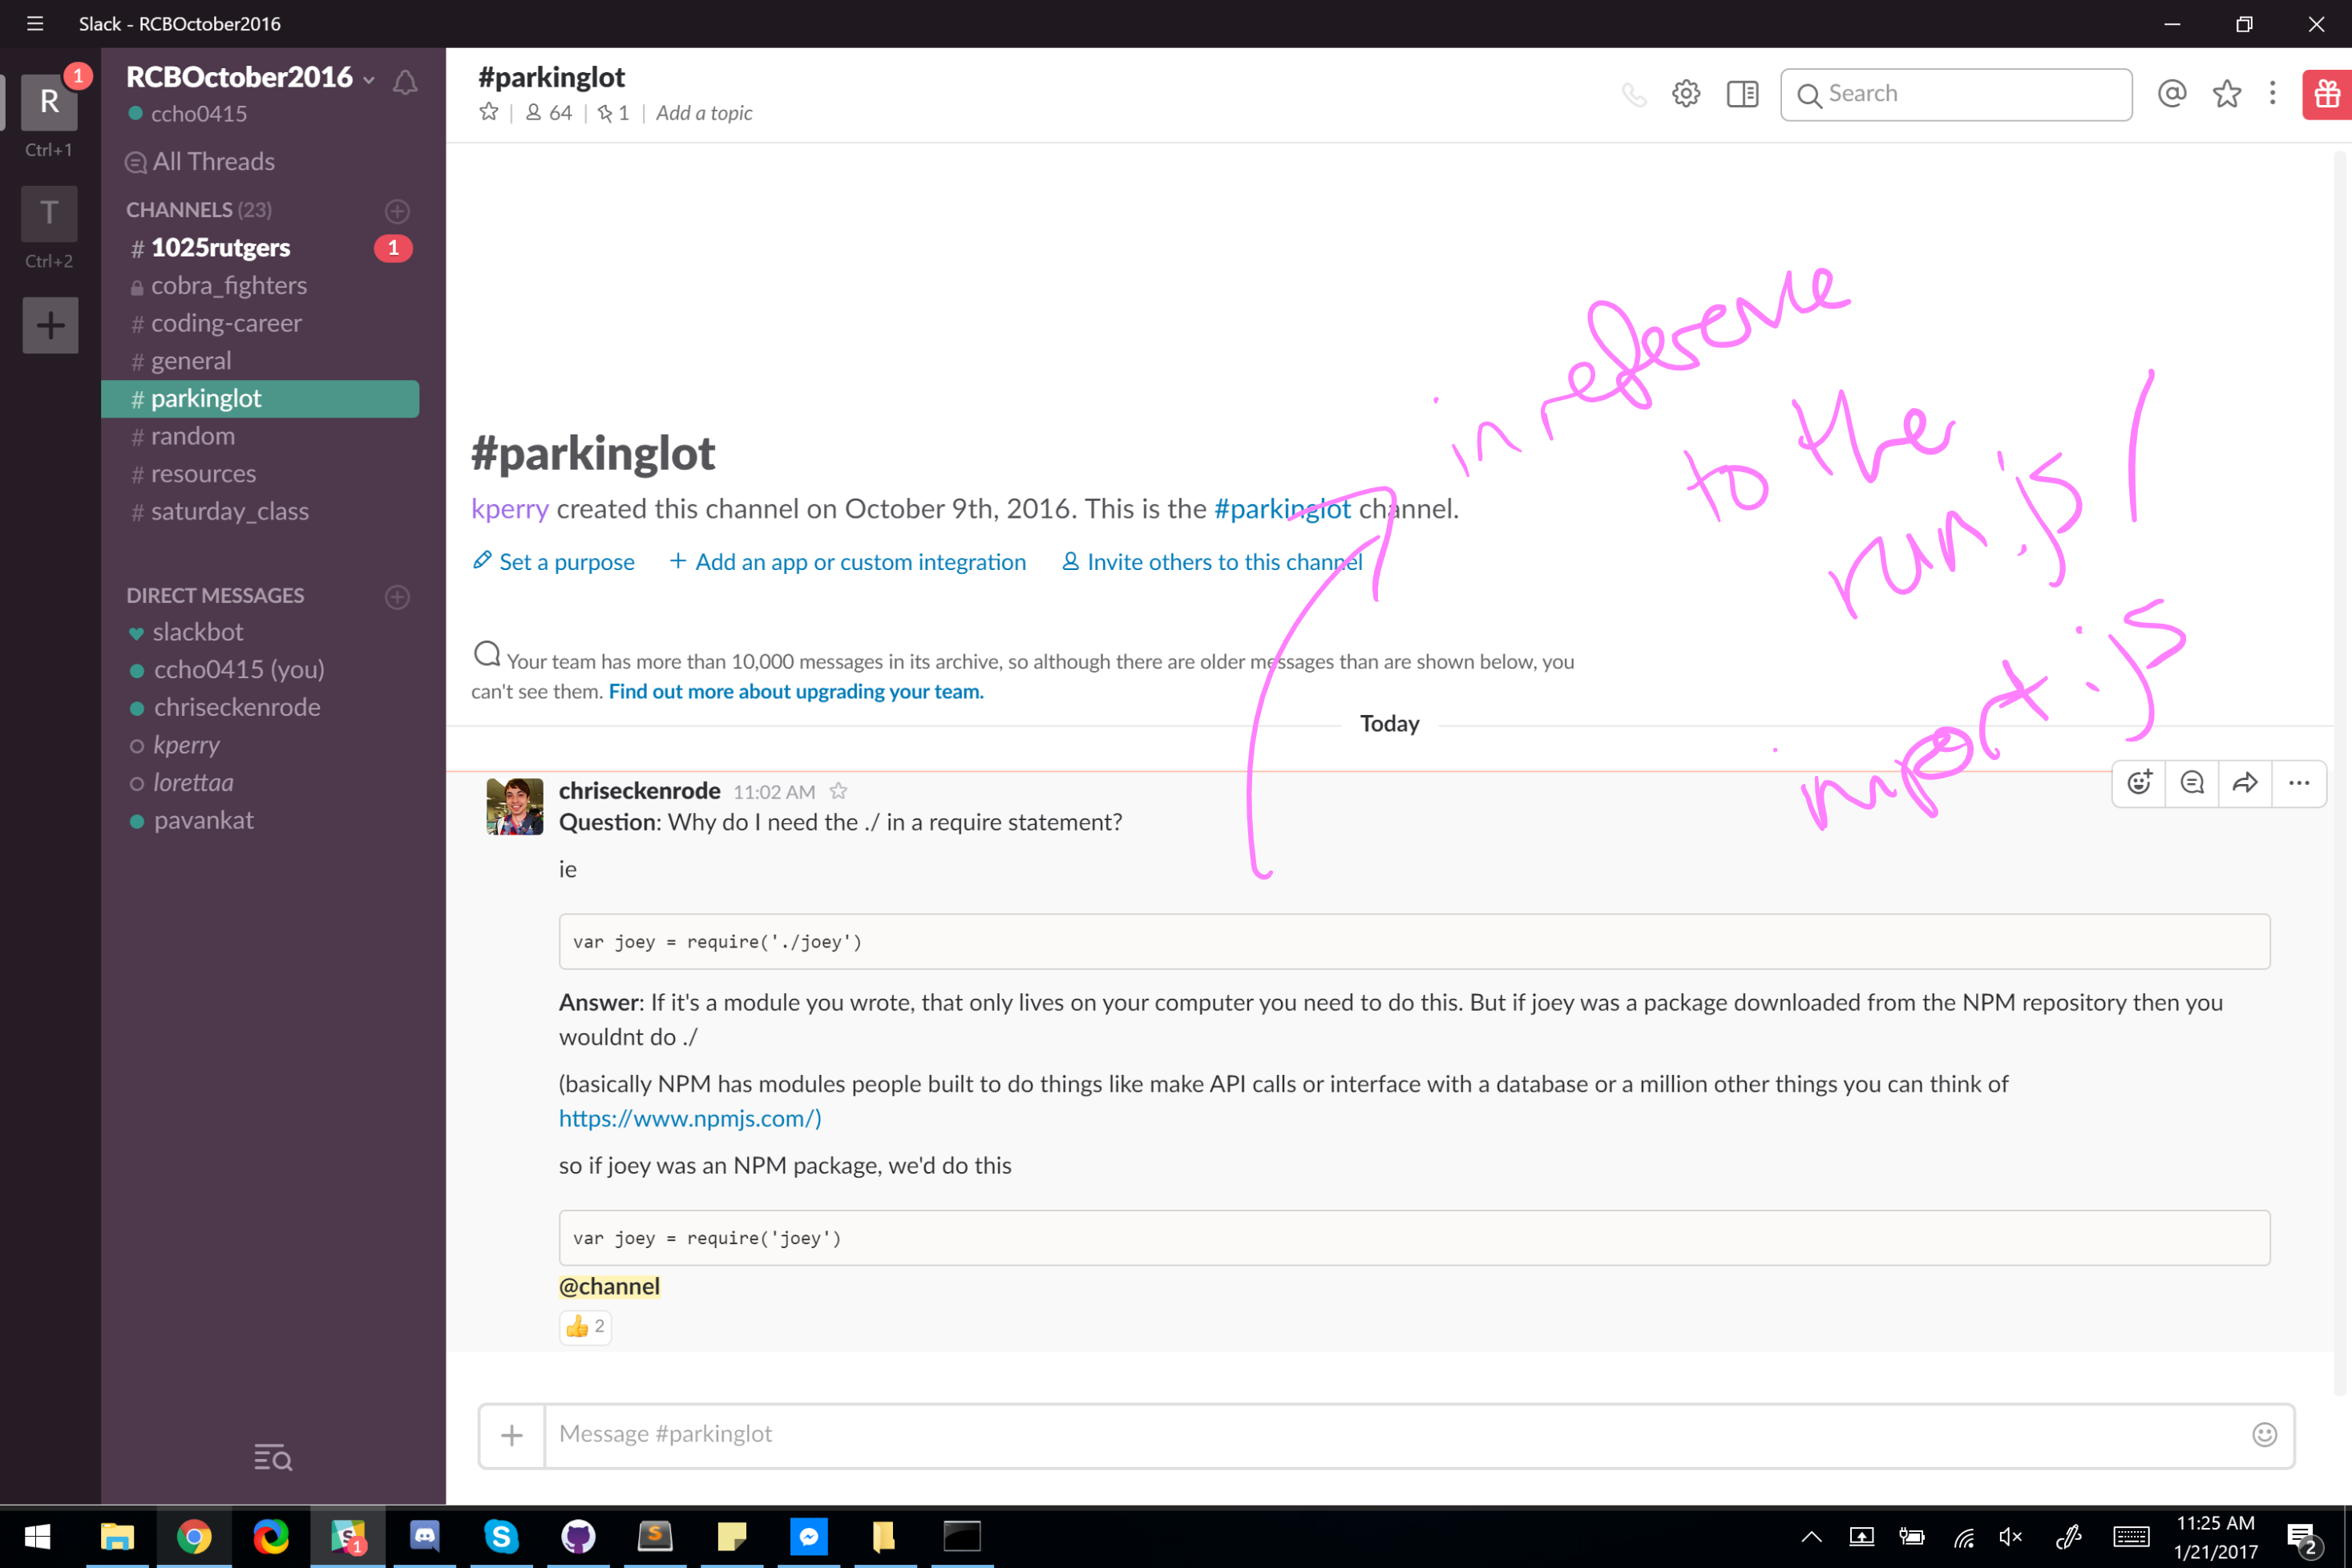 Slack - RCBOctober2016
R
1
Ctrl+1
T
Ctrl+2
RCBOctober2016
ccho0415
All Threads
CHANNELS (23)
# 1025rutgers 1
cobra_fighters
# coding-career
# general
# parkinglot
# random
# resources
# saturday_class
DIRECT MESSAGES
slackbot
ccho0415 (you)
chriseckenrode
kperry
lorettaa
pavankat
#parkinglot
64 | 1 | Add a topic
Search
#parkinglot
kperry created this channel on October 9th, 2016. This is the #parkinglot channel.
Set a purpose + Add an app or custom integration Invite others to this channel
Your team has more than 10,000 messages in its archive, so although there are older messages than are shown below, you
can't see them. Find out more about upgrading your team.
Today
in reference
to the
run.js /
import.js
chriseckenrode 11:02 AM
Question: Why do I need the ./ in a require statement?
ie
var joey = require('./joey')
Answer: If it's a module you wrote, that only lives on your computer you need to do this. But if joey was a package downloaded from the NPM repository then you
wouldnt do ./
(basically NPM has modules people built to do things like make API calls or interface with a database or a million other things you can think of
https://www.npmjs.com/)
so if joey was an NPM package, we'd do this
var joey = require('joey')
@channel
2
Message #parkinglot
1
11:25 AM
1/21/2017
2